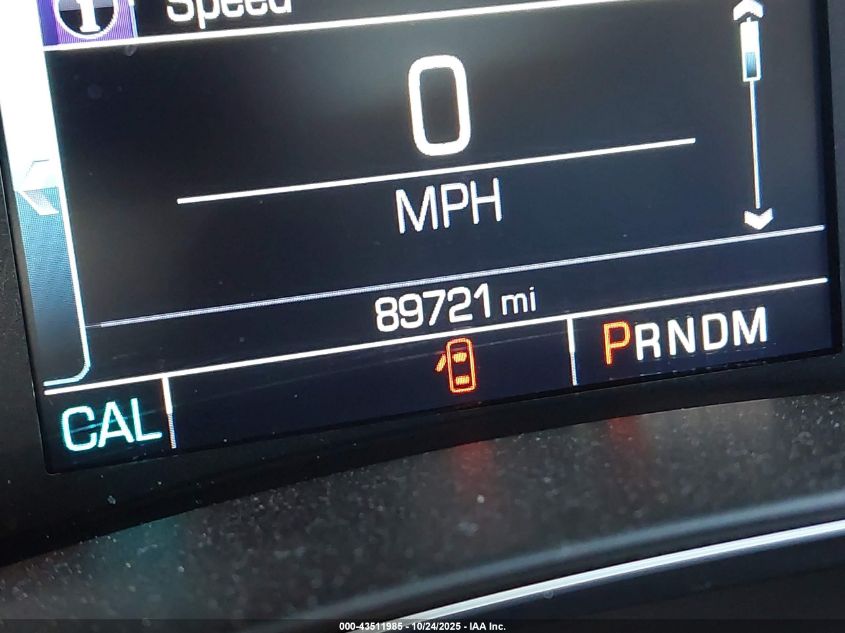 Speed
0
MPH
89721 mi
PRNDM
CAL
000-43511985 - 10/24/2025 - IAA Inc.